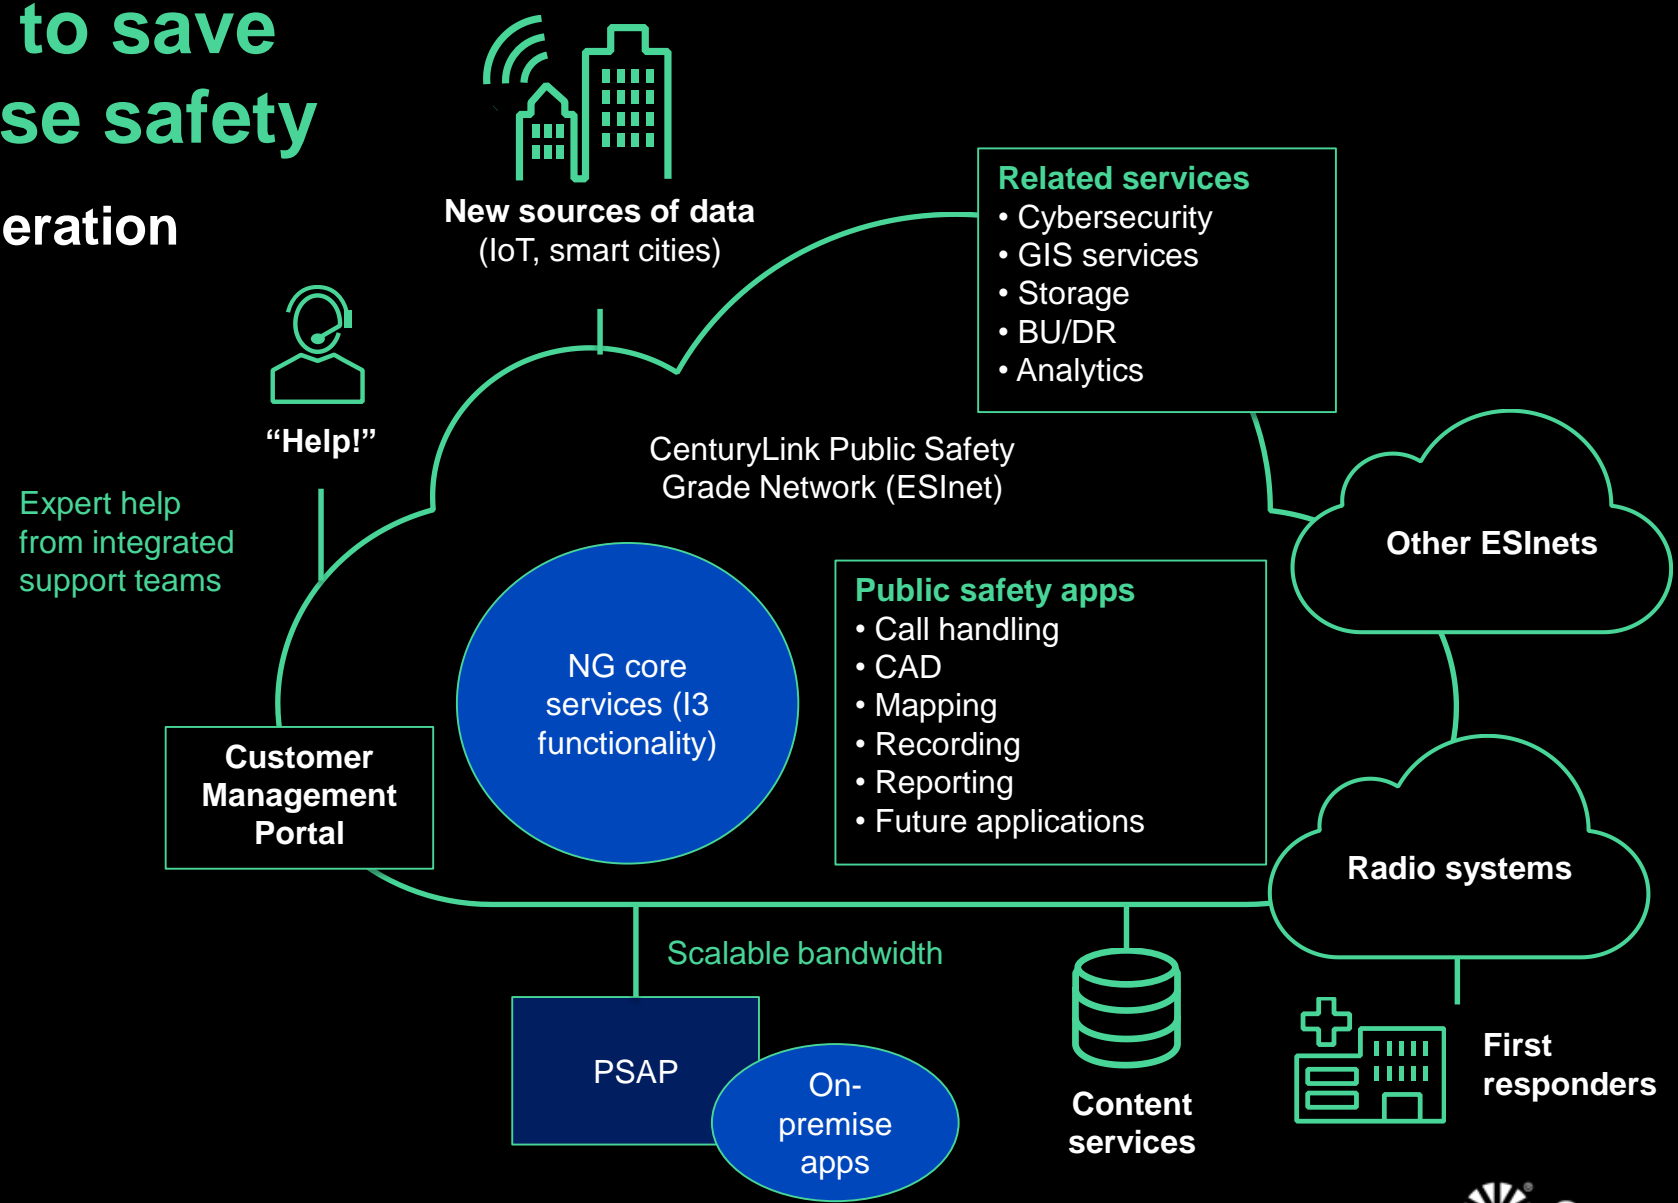 to save
se safety
eration
New sources of data
(IoT, smart cities)
Related services
• Cybersecurity
• GIS services
• Storage
• BU/DR
• Analytics
“Help!”
Expert help
from integrated
support teams
CenturyLink Public Safety
Grade Network (ESInet)
Other ESInets
NG core
services (I3
functionality)
Public safety apps
• Call handling
• CAD
• Mapping
• Recording
• Reporting
• Future applications
Customer
Management
Portal
Radio systems
Scalable bandwidth
PSAP
On-
premise
apps
Content
services
First
responders